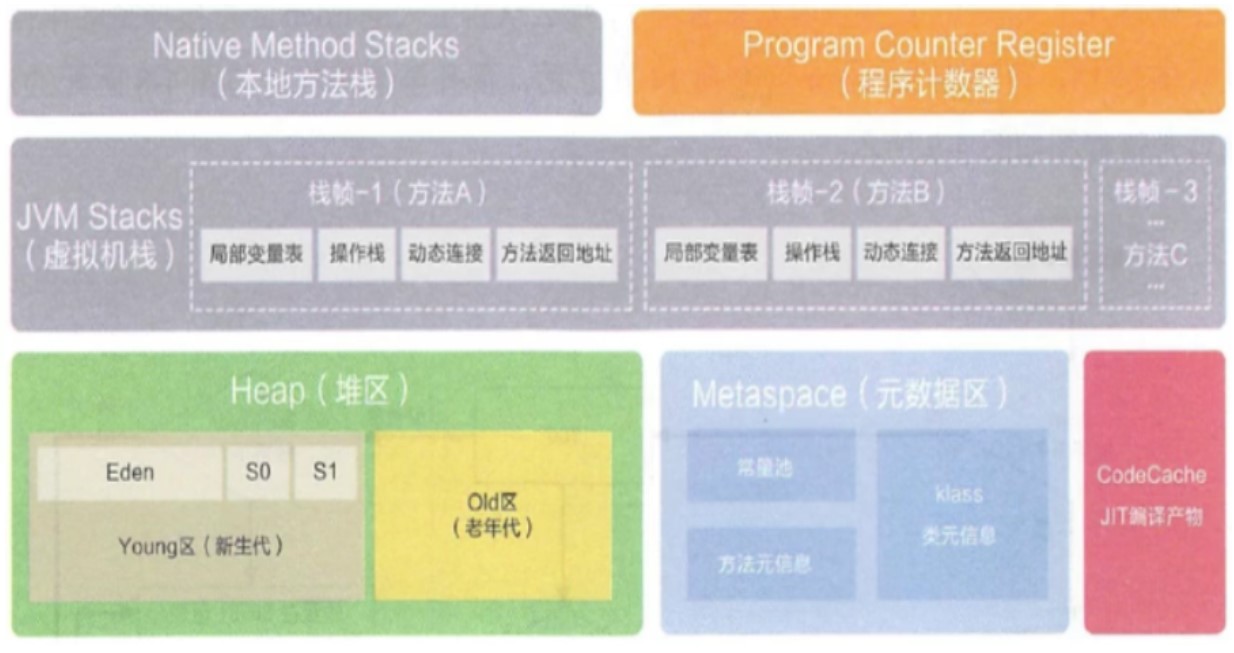 Native Method Stacks
（本地方法栈）
Program Counter Register
（程序计数器）
JVM Stacks
（虚拟机栈）
栈帧-1（方法A）
局部变量表
操作栈
动态连接
方法返回地址
栈帧-2（方法B）
局部变量表
操作栈
动态连接
方法返回地址
栈帧-3
...
方法C
...
Heap（堆区）
Eden
S0
S1
Young区（新生代）
Old区
（老年代）
Metaspace（元数据区）
常量池
方法元信息
klass
类元信息
CodeCache
JIT编译产物